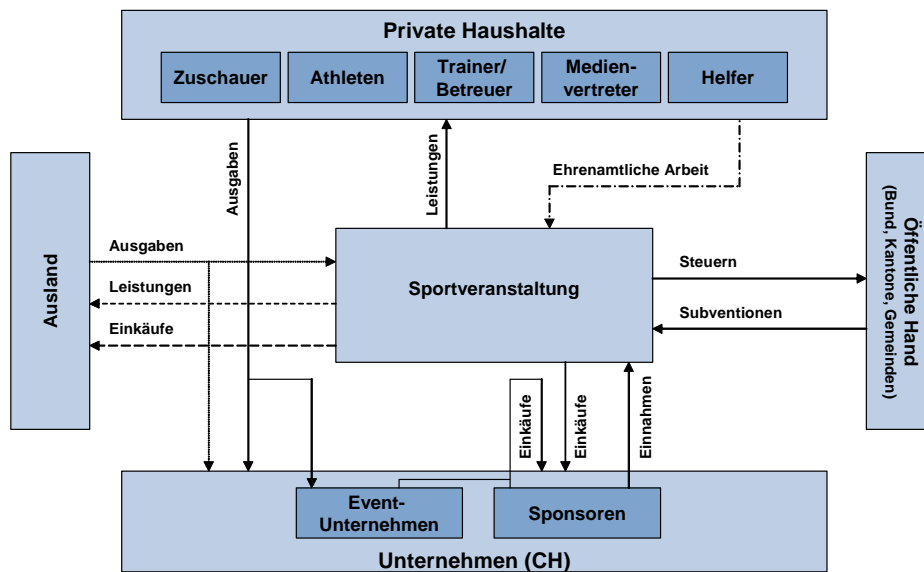 Private Haushalte
Zuschauer
Athleten
Trainer/
Betreuer
Medien-
vertreter
Helfer
Ausgaben
Leistungen
Ehrenamtliche Arbeit
Ausland
Ausgaben
Leistungen
Einkäufe
Sportveranstaltung
Steuern
Subventionen
Öffentliche Hand
(Bund, Kantone, Gemeinden)
Einkäufe
Einkäufe
Einnahmen
Event-
Unternehmen
Sponsoren
Unternehmen (CH)